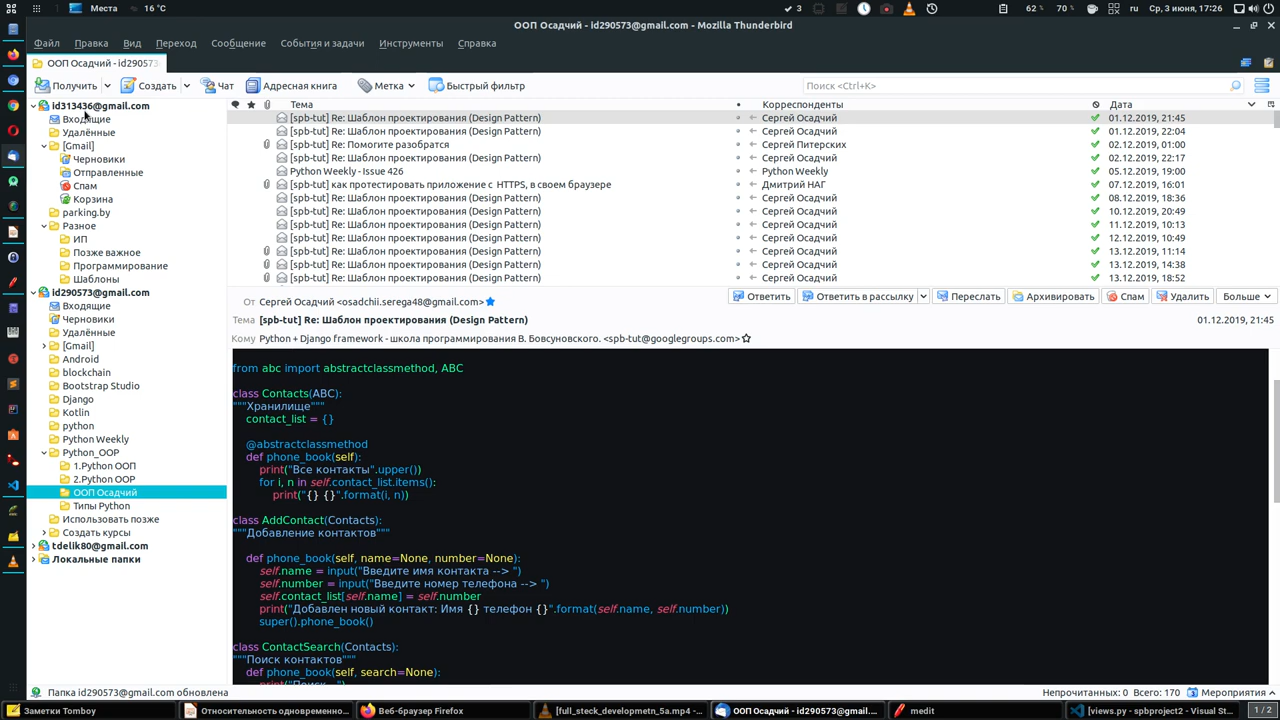 Места
16 °C
3
62 %
70 %
ru
Ср, 3 июня, 17:26
ООП Осадчий - id290573@gmail.com - Mozilla Thunderbird
Файл Правка Вид Переход Сообщение События и задачи Инструменты Справка
ООП Осадчий - id290573
Получить Создать Чат Адресная книга Метка Быстрый фильтр Поиск <Ctrl+K>
id313436@gmail.com
Входящие
Удалённые
[Gmail]
Черновики
Отправленные
Спам
Корзина
parking.by
Разное
ИП
Позже важное
Программирование
Шаблоны
id290573@gmail.com
Входящие
Черновики
Удалённые
[Gmail]
Android
blockchain
Bootstrap Studio
Django
Kotlin
python
Python Weekly
Python_OOP
1.Python ООП
2.Python OOP
ООП Осадчий
Типы Python
Использовать позже
Создать курсы
tdelik80@gmail.com
Локальные папки
Тема Корреспонденты Дата
[spb-tut] Re: Шаблон проектирования (Design Pattern) Сергей Осадчий 01.12.2019, 21:45
[spb-tut] Re: Шаблон проектирования (Design Pattern) Сергей Осадчий 01.12.2019, 22:04
[spb-tut] Re: Помогите разобратся Сергей Питерских 02.12.2019, 01:00
[spb-tut] Re: Шаблон проектирования (Design Pattern) Сергей Осадчий 02.12.2019, 22:17
Python Weekly - Issue 426 Python Weekly 05.12.2019, 19:00
[spb-tut] как протестировать приложение с HTTPS, в своем браузере Дмитрий НАГ 07.12.2019, 16:01
[spb-tut] Re: Шаблон проектирования (Design Pattern) Сергей Осадчий 08.12.2019, 18:36
[spb-tut] Re: Шаблон проектирования (Design Pattern) Сергей Осадчий 10.12.2019, 20:49
[spb-tut] Re: Шаблон проектирования (Design Pattern) Сергей Осадчий 11.12.2019, 10:13
[spb-tut] Re: Шаблон проектирования (Design Pattern) Сергей Осадчий 12.12.2019, 10:49
[spb-tut] Re: Шаблон проектирования (Design Pattern) Сергей Осадчий 13.12.2019, 11:14
[spb-tut] Re: Шаблон проектирования (Design Pattern) Сергей Осадчий 13.12.2019, 14:38
[spb-tut] Re: Шаблон проектирования (Design Pattern) Сергей Осадчий 13.12.2019, 18:52
От Сергей Осадчий <osadchii.serega48@gmail.com> Ответить Ответить в рассылку Переслать Архивировать Спам Удалить Больше
Тема [spb-tut] Re: Шаблон проектирования (Design Pattern) 01.12.2019, 21:45
Кому Python + Django framework - школа программирования В. Бовсуновского. <spb-tut@googlegroups.com>
from abc import abstractclassmethod, ABC
class Contacts(ABC):
"""Хранилище"""
contact_list = {}
@abstractclassmethod
def phone_book(self):
print("Все контакты".upper())
for i, n in self.contact_list.items():
print("{} {}".format(i, n))
class AddContact(Contacts):
"""Добавление контактов"""
def phone_book(self, name=None, number=None):
self.name = input("Введите имя контакта --> ")
self.number = input("Введите номер телефона --> ")
self.contact_list[self.name] = self.number
print("Добавлен новый контакт: Имя {} телефон {}".format(self.name, self.number))
super().phone_book()
class ContactSearch(Contacts):
"""Поиск контактов"""
def phone_book(self, search=None):
print("Поиск...")
Папка id290573@gmail.com обновлена
Непрочитанных: 0 Всего: 170 Мероприятия
Заметки Tomboy
Относительность одновременно...
Веб-браузер Firefox
[full_steck_developmetn_5a.mp4 -...
ООП Осадчий - id290573@gmail....
medit
[views.py - spbproject2 - Visual St...
1 / 2